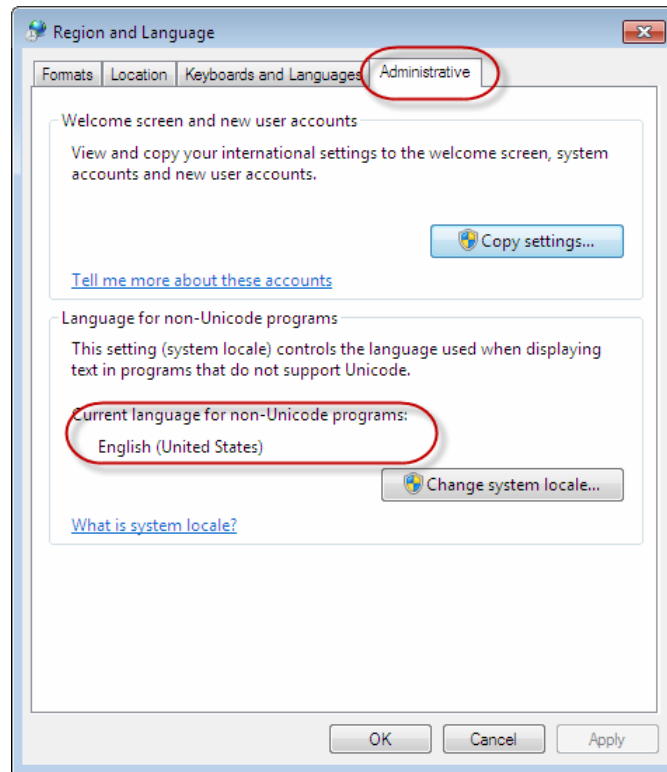 Region and Language
Formats
Location
Keyboards and Languages
Administrative
Welcome screen and new user accounts
View and copy your international settings to the welcome screen, system
accounts and new user accounts.
Copy settings...
Tell me more about these accounts
Language for non-Unicode programs
This setting (system locale) controls the language used when displaying
text in programs that do not support Unicode.
Current language for non-Unicode programs:
English (United States)
Change system locale...
What is system locale?
OK
Cancel
Apply